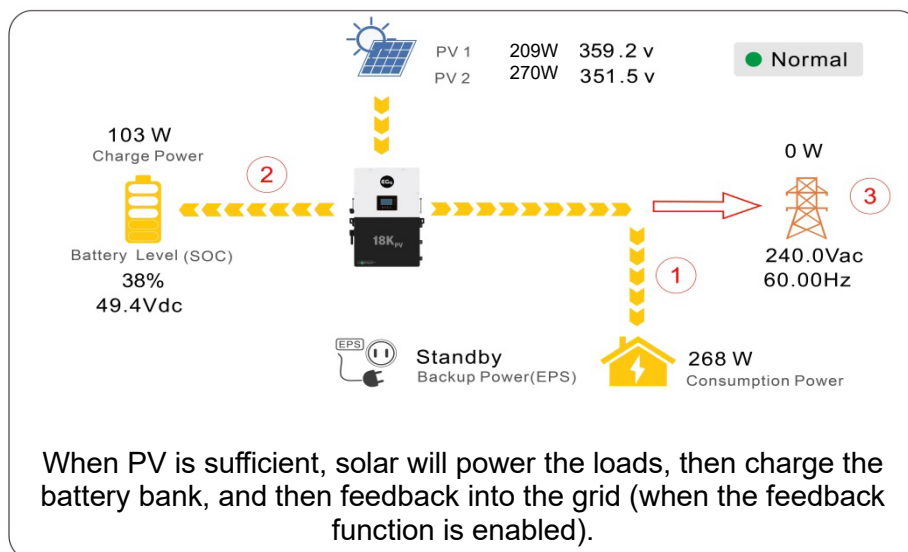 PV 1 209W 359.2 v
PV 2 270W 351.5 v
Normal
103 W
Charge Power
2
0 W
3
EG4
18KPV
Battery Level (SOC)
38%
49.4Vdc
240.0Vac
60.00Hz
1
EPS
Standby
Backup Power(EPS)
268 W
Consumption Power
When PV is sufficient, solar will power the loads, then charge the
battery bank, and then feedback into the grid (when the feedback
function is enabled).